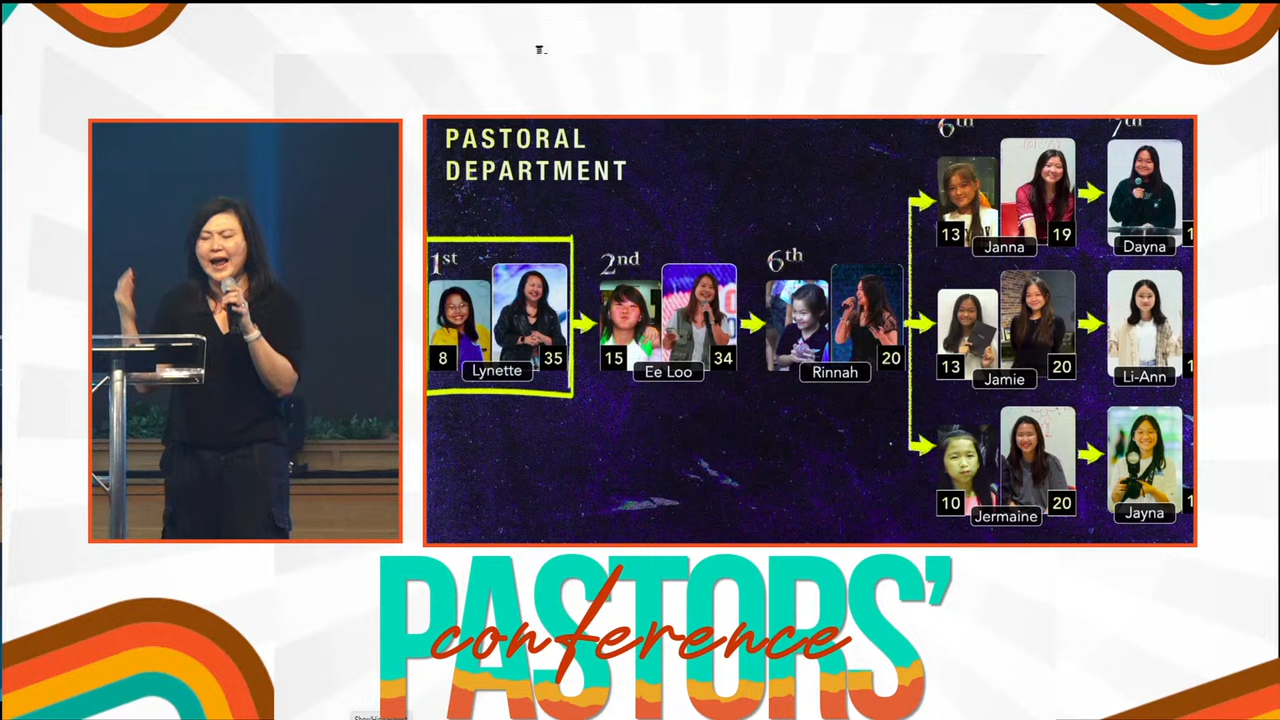 PASTORAL
DEPARTMENT
1st
8
35
Lynette
2nd
15
34
Ee Loo
6th
20
Rinnah
6th
13
19
Janna
13
20
Jamie
10
20
Jermaine
7th
Dayna
Li-Ann
Jayna
PASTORS'
conference